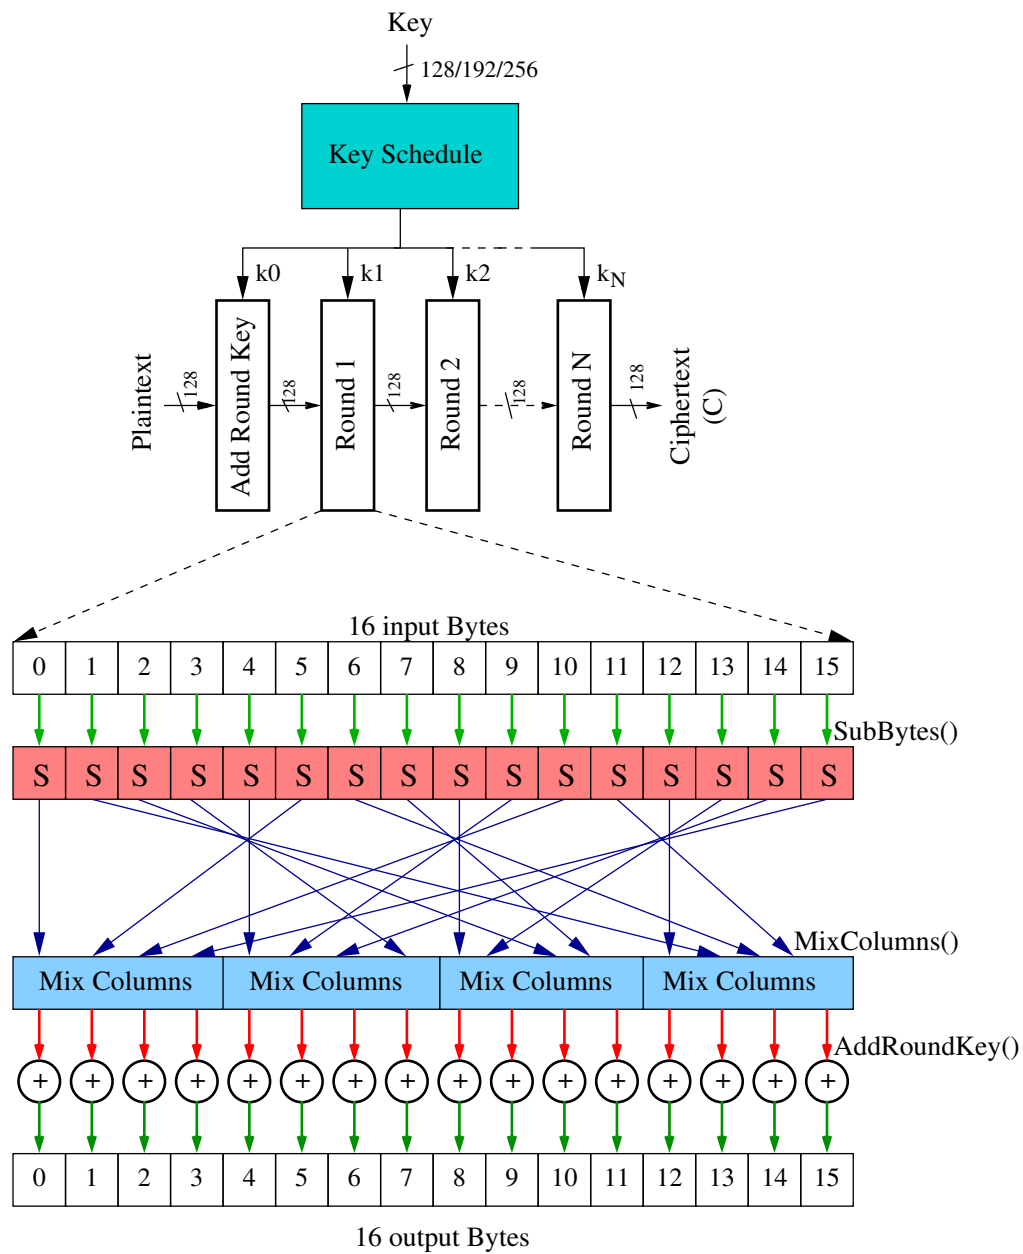 Key
128/192/256
Key Schedule
k0 k1 k2 kN
Plaintext 128 Add Round Key 128 Round 1 128 Round 2 128 Round N 128 Ciphertext (C)
16 input Bytes
0 1 2 3 4 5 6 7 8 9 10 11 12 13 14 15
SubBytes()
S S S S S S S S S S S S S S S S
MixColumns()
Mix Columns Mix Columns Mix Columns Mix Columns
AddRoundKey()
+ + + + + + + + + + + + + + + +
0 1 2 3 4 5 6 7 8 9 10 11 12 13 14 15
16 output Bytes